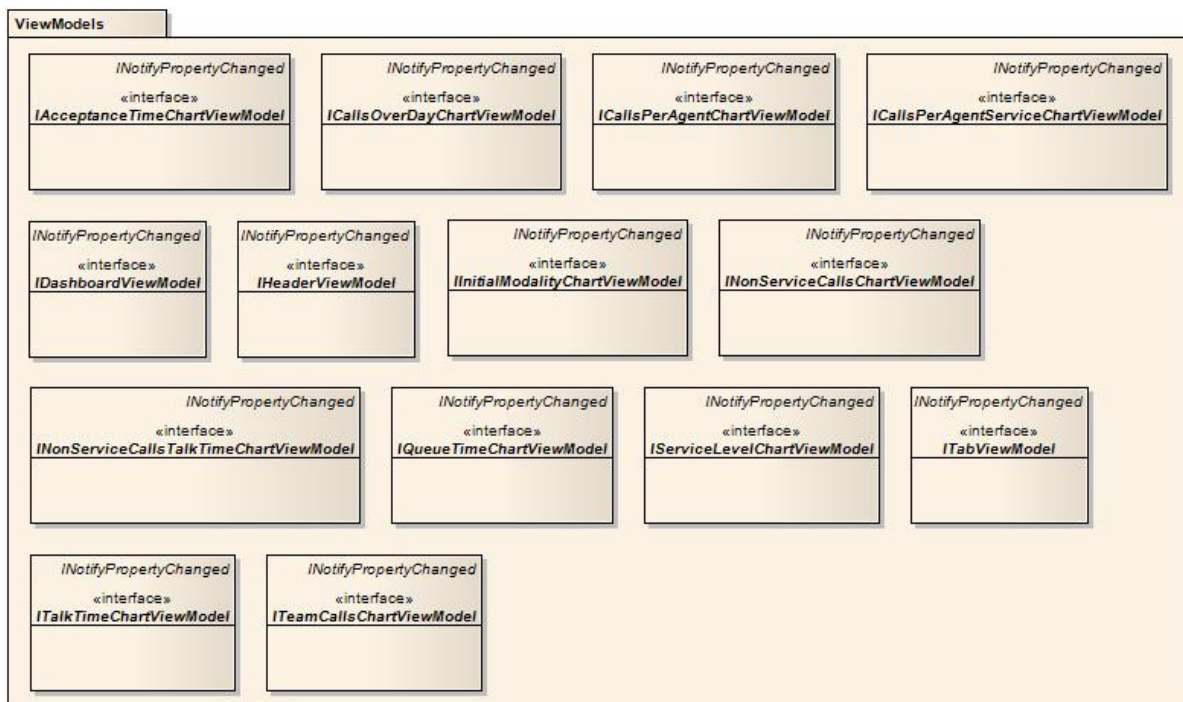 ViewModels
INotifyPropertyChanged
«interface»
IAcceptanceTimeChartViewModel
INotifyPropertyChanged
«interface»
ICallsOverDayChartViewModel
INotifyPropertyChanged
«interface»
ICallsPerAgentChartViewModel
INotifyPropertyChanged
«interface»
ICallsPerAgentServiceChartViewModel
INotifyPropertyChanged
«interface»
IDashboardViewModel
INotifyPropertyChanged
«interface»
IHeaderViewModel
INotifyPropertyChanged
«interface»
IInitialModalityChartViewModel
INotifyPropertyChanged
«interface»
INonServiceCallsChartViewModel
INotifyPropertyChanged
«interface»
INonServiceCallsTalkTimeChartViewModel
INotifyPropertyChanged
«interface»
IQueueTimeChartViewModel
INotifyPropertyChanged
«interface»
IServiceLevelChartViewModel
INotifyPropertyChanged
«interface»
ITabViewModel
INotifyPropertyChanged
«interface»
ITalkTimeChartViewModel
INotifyPropertyChanged
«interface»
ITeamCallsChartViewModel